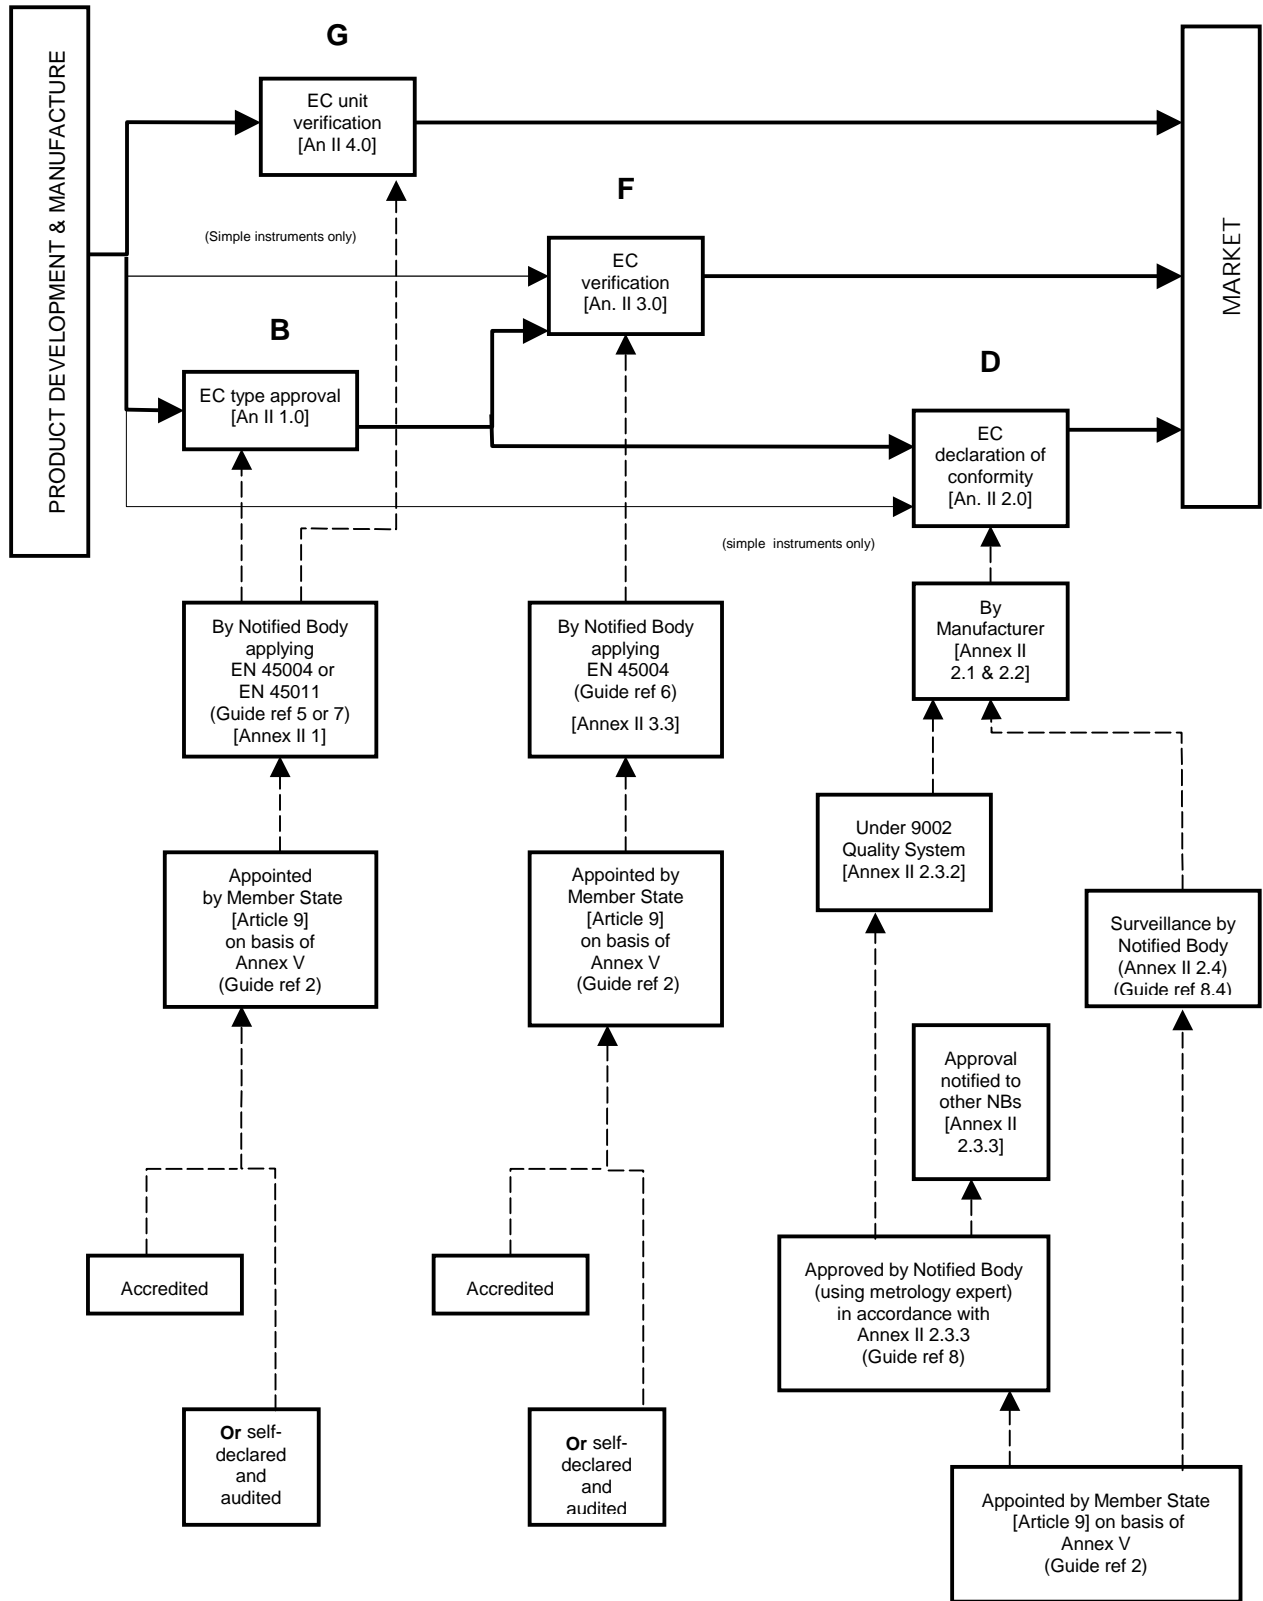 PRODUCT DEVELOPMENT & MANUFACTURE
G
EC unit
verification
[An II 4.0]
(Simple instruments only)
F
EC
verification
[An. II 3.0]
B
EC type approval
[An II 1.0]
D
EC
declaration of
conformity
[An. II 2.0]
(simple instruments only)
MARKET
By Notified Body
applying
EN 45004 or
EN 45011
(Guide ref 5 or 7)
[Annex II 1]
By Notified Body
applying
EN 45004
(Guide ref 6)
[Annex II 3.3]
By
Manufacturer
[Annex II
2.1 & 2.2]
Under 9002
Quality System
[Annex II 2.3.2]
Appointed
by Member State
[Article 9]
on basis of
Annex V
(Guide ref 2)
Appointed by
Member State
[Article 9]
on basis of
Annex V
(Guide ref 2)
Surveillance by
Notified Body
(Annex II 2.4)
(Guide ref 8.4)
Approval
notified to
other NBs
[Annex II
2.3.3]
Accredited
Accredited
Approved by Notified Body
(using metrology expert)
in accordance with
Annex II 2.3.3
(Guide ref 8)
Or self-
declared
and
audited
Or self-
declared
and
audited
Appointed by Member State
[Article 9] on basis of
Annex V
(Guide ref 2)